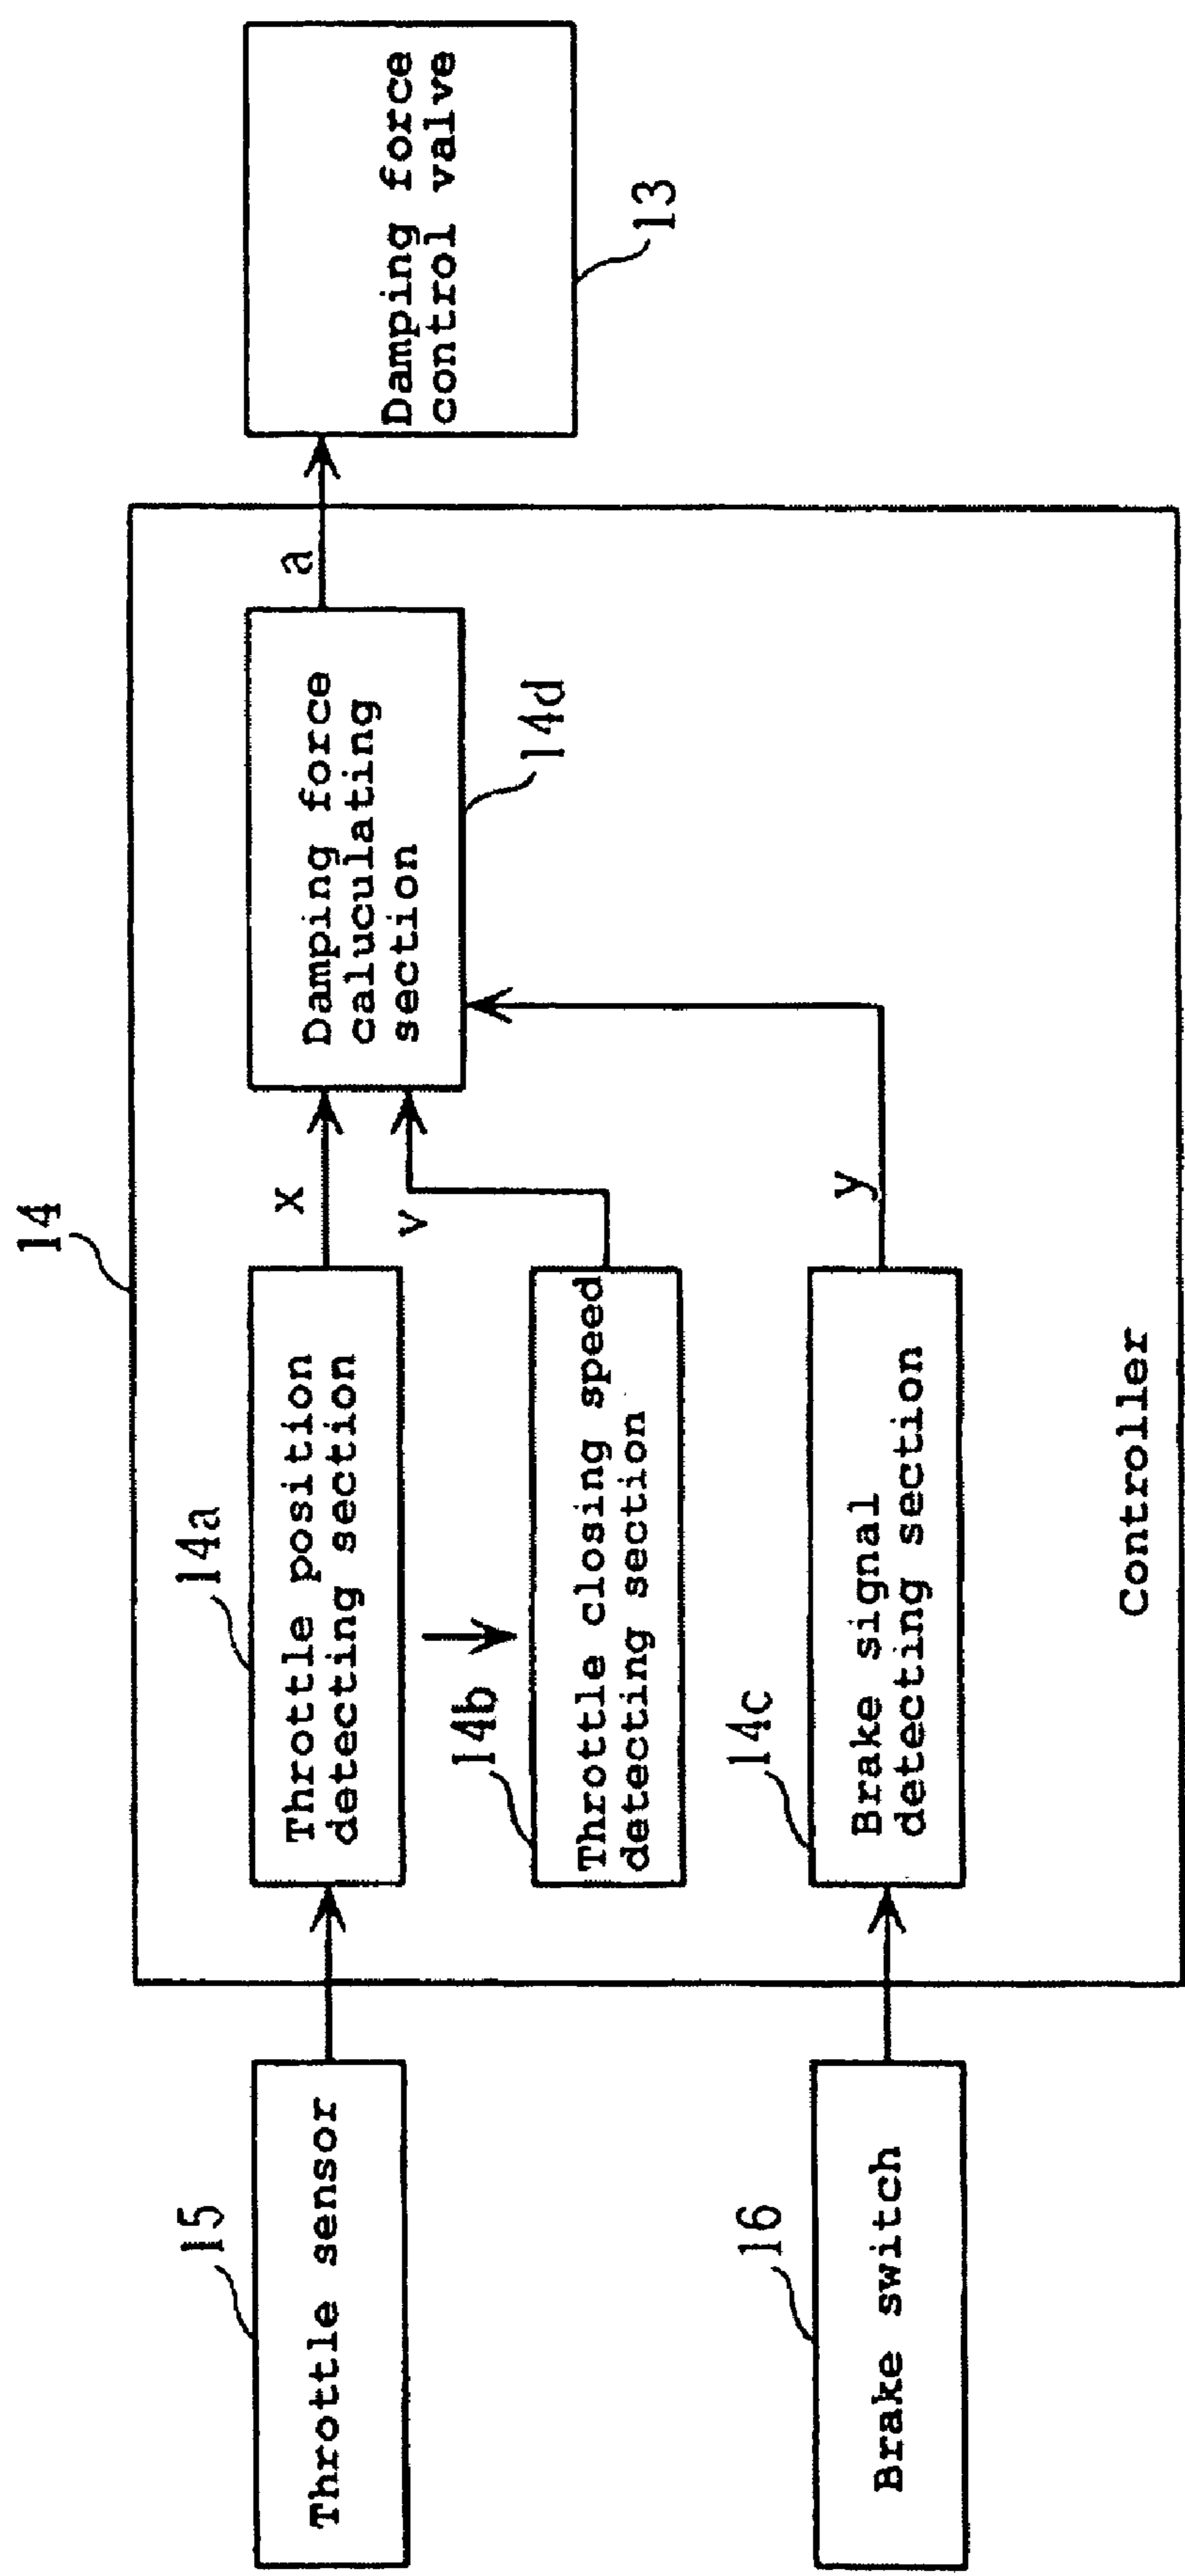 14
15
Throttle sensor
14a
Throttle position
detecting section
x
Damping force
caluculating
section
14d
a
Damping force
control valve
13
14b
Throttle closing speed
detecting section
v
16
Brake switch
14c
Brake signal
detecting section
y
Controller